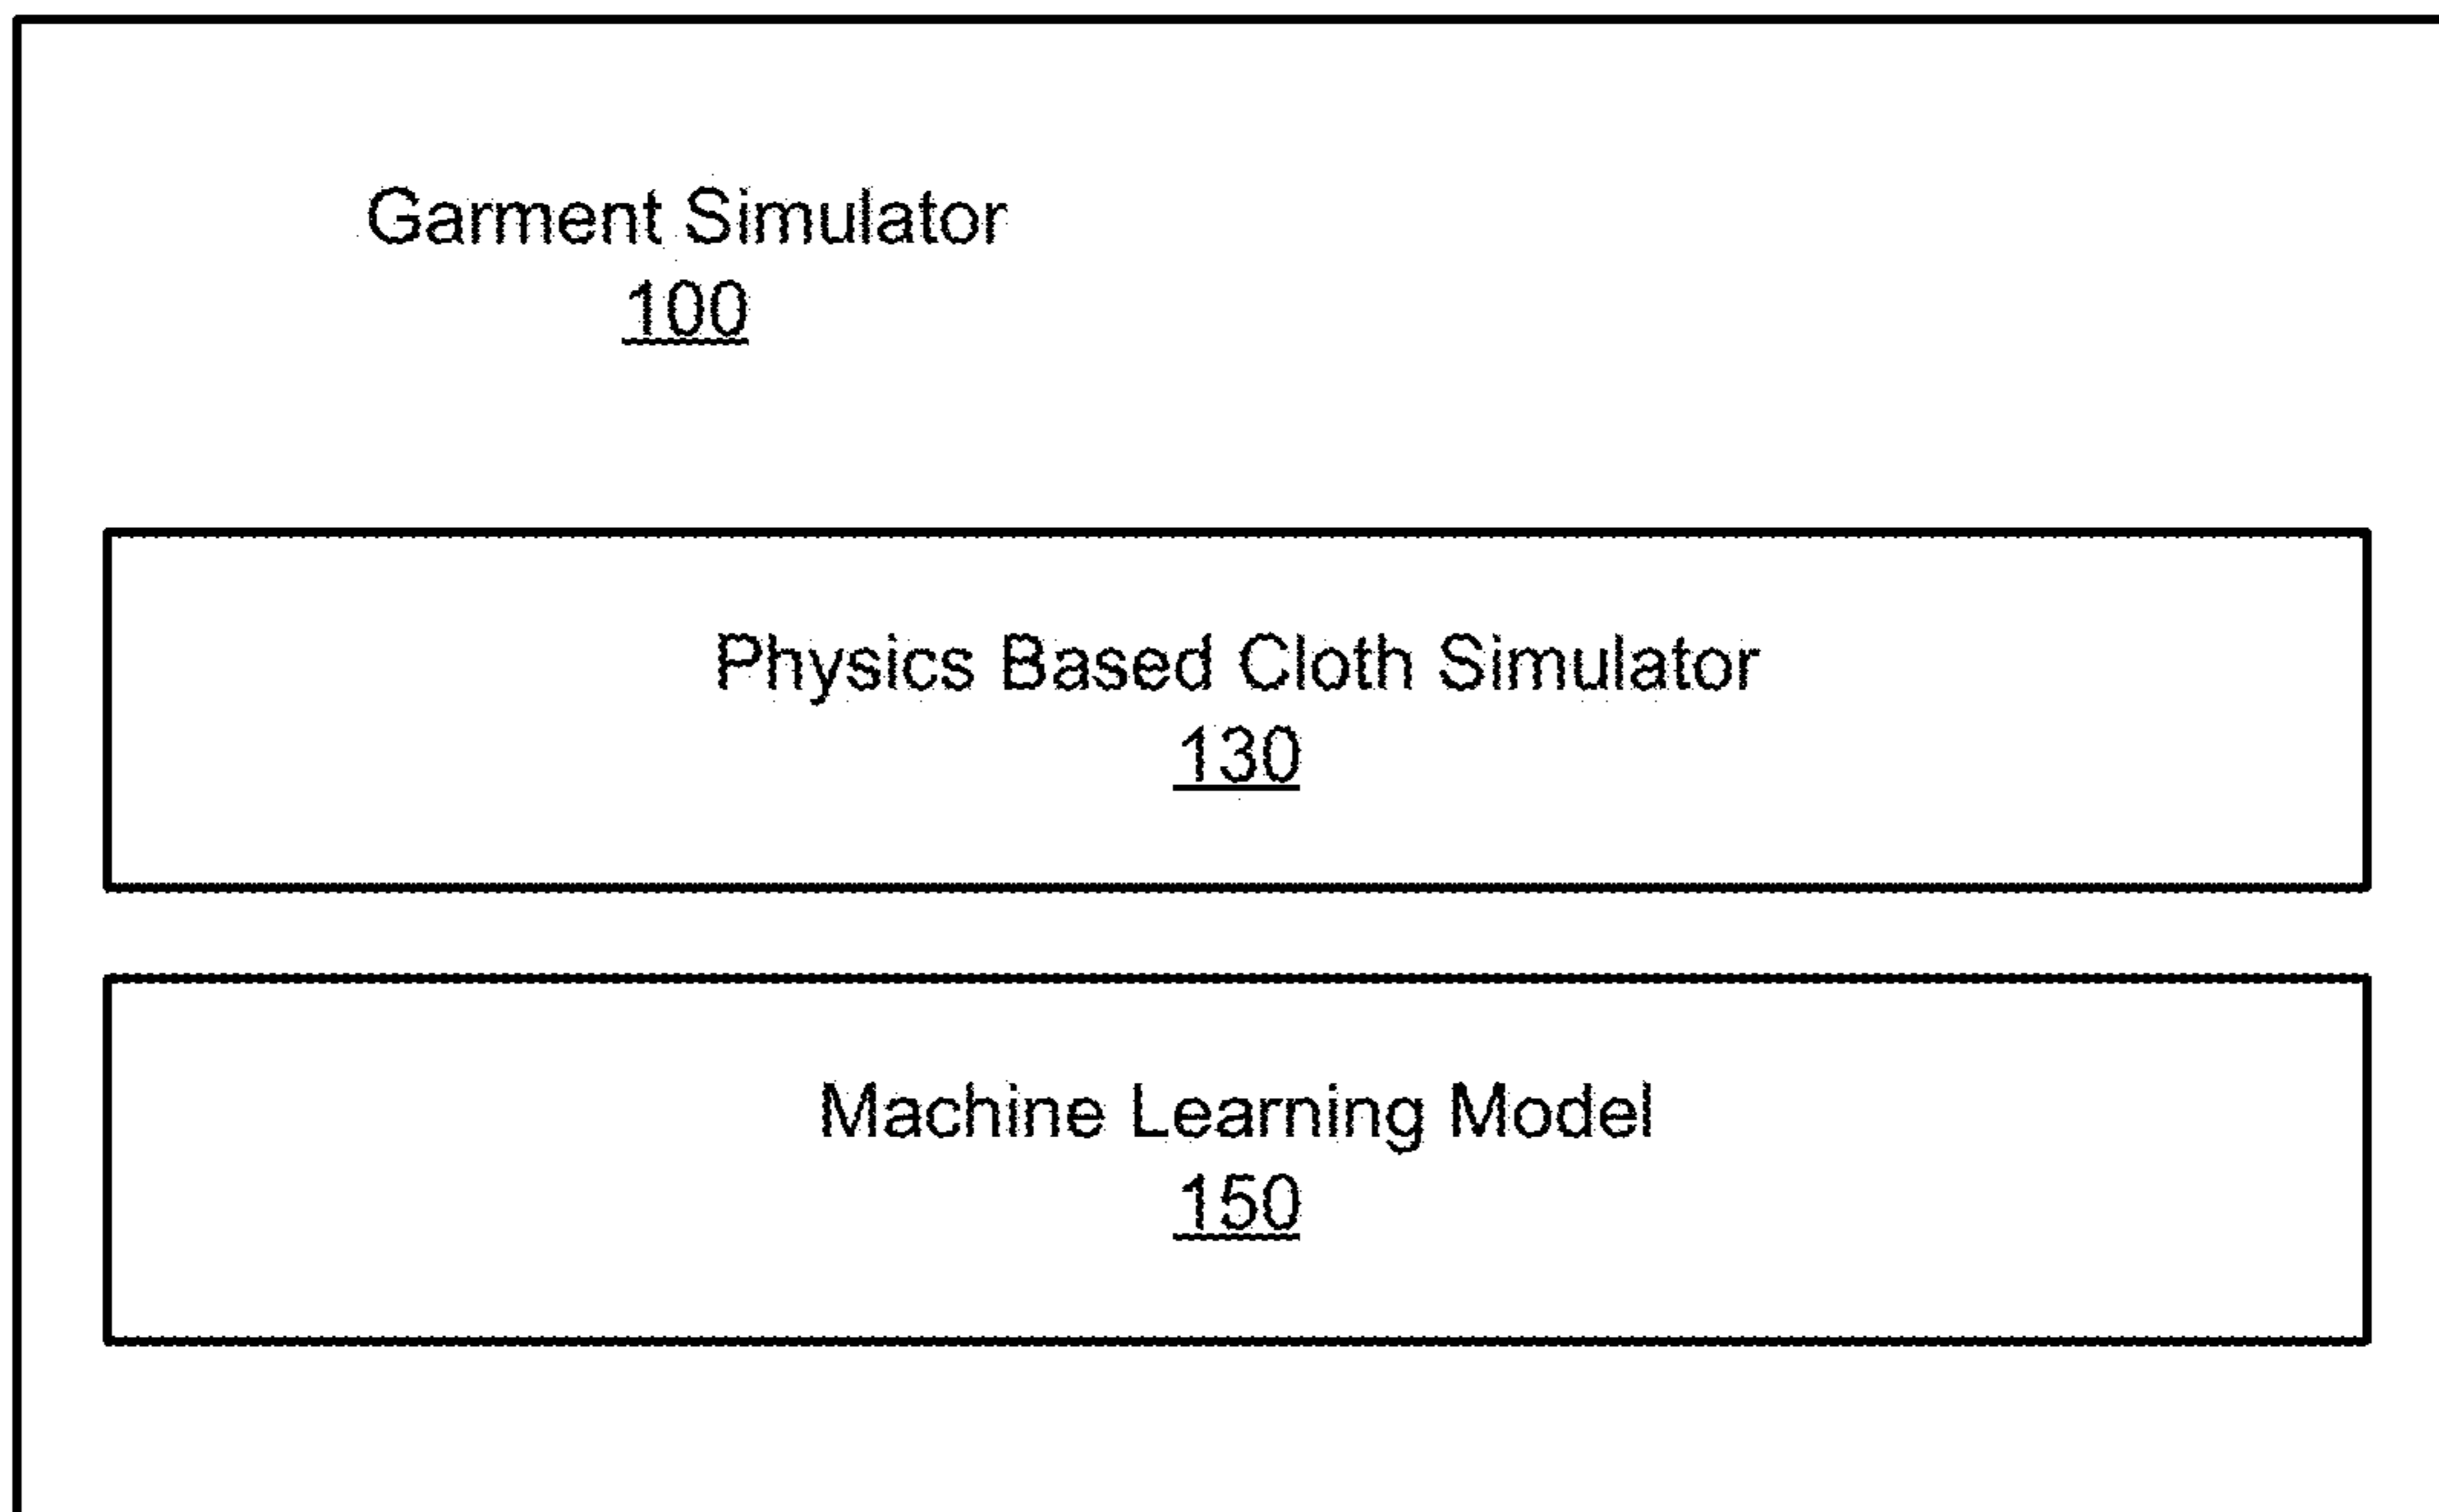 Garment Simulator
100
Physics Based Cloth Simulator
130
Machine Learning Model
150